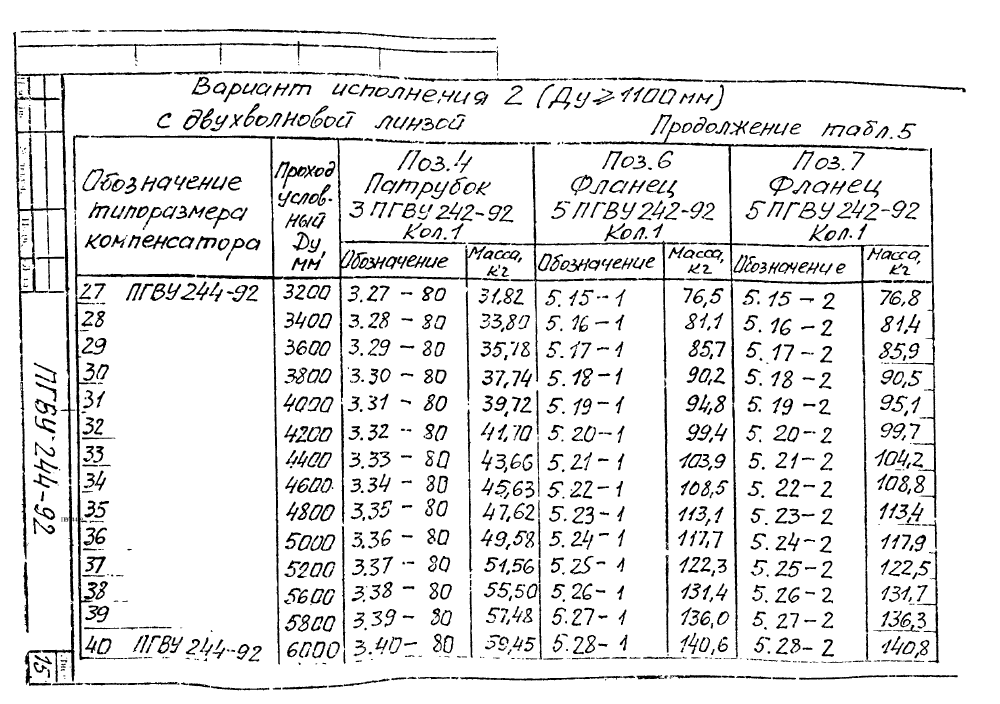 Вариант исполнения 2 (Ду ≥ 1100 мм)
с двухволновой линзой Продолжение табл.5
Обозначение типоразмера компенсатора
Проход условный Ду, мм
Поз.4 Патрубок 3 ПГВУ 242-92 Кол.1
Поз.6 Фланец 5 ПГВУ 242-92 Кол.1
Поз.7 Фланец 5 ПГВУ 242-92 Кол.1
Обозначение Масса, кг Обозначение Масса, кг Обозначение Масса, кг
27 ПГВУ 244-92 3200 3.27 - 80 31,82 5.15-1 76,5 5.15-2 76,8
28 3400 3.28 - 80 33,80 5.16-1 81,1 5.16-2 81,4
29 3600 3.29 - 80 35,78 5.17-1 85,7 5.17-2 85,9
30 3800 3.30 - 80 37,74 5.18-1 90,2 5.18-2 90,5
31 4000 3.31 - 80 39,72 5.19-1 94,8 5.19-2 95,1
32 4200 3.32 - 80 41,70 5.20-1 99,4 5.20-2 99,7
33 4400 3.33 - 80 43,66 5.21-1 103,9 5.21-2 104,2
34 4600 3.34 - 80 45,63 5.22-1 108,5 5.22-2 108,8
35 4800 3.35 - 80 47,62 5.23-1 113,1 5.23-2 113,4
36 5000 3.36 - 80 49,58 5.24-1 117,7 5.24-2 117,9
37 5200 3.37 - 80 51,56 5.25-1 122,3 5.25-2 122,5
38 5600 3.38 - 80 55,50 5.26-1 131,4 5.26-2 131,7
39 5800 3.39 - 80 57,48 5.27-1 136,0 5.27-2 136,3
40 ПГВУ 244-92 6000 3.40 - 80 59,45 5.28-1 140,6 5.28-2 140,8
ПГВУ 244-92
15